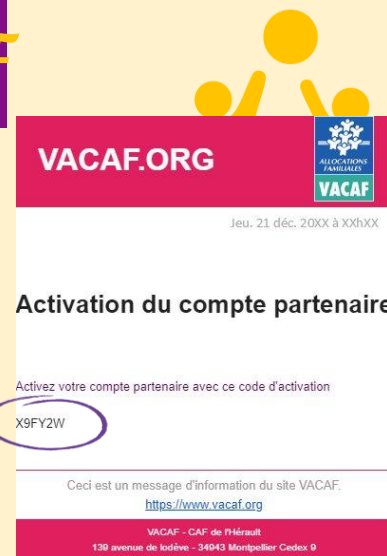 VACAF.ORG
ALLOCATIONS
FAMILIALES
VACAF
Jeu. 21 déc. 20XX à XXhXX
Activation du compte partenaire
Activez votre compte partenaire avec ce code d'activation
X9FY2W
Ceci est un message d'information du site VACAF.
https://www.vacaf.org
VACAF - CAF de l'Hérault
139 avenue de lodève - 34943 Montpellier Cedex 9